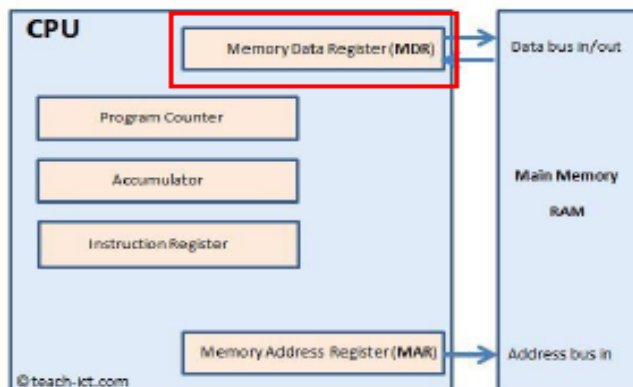 CPU
Memory Data Register (MDR)
Data bus in/out
Program Counter
Accumulator
Main Memory
RAM
Instruction Register
Memory Address Register (MAR)
Address bus in
©teach-ict.com